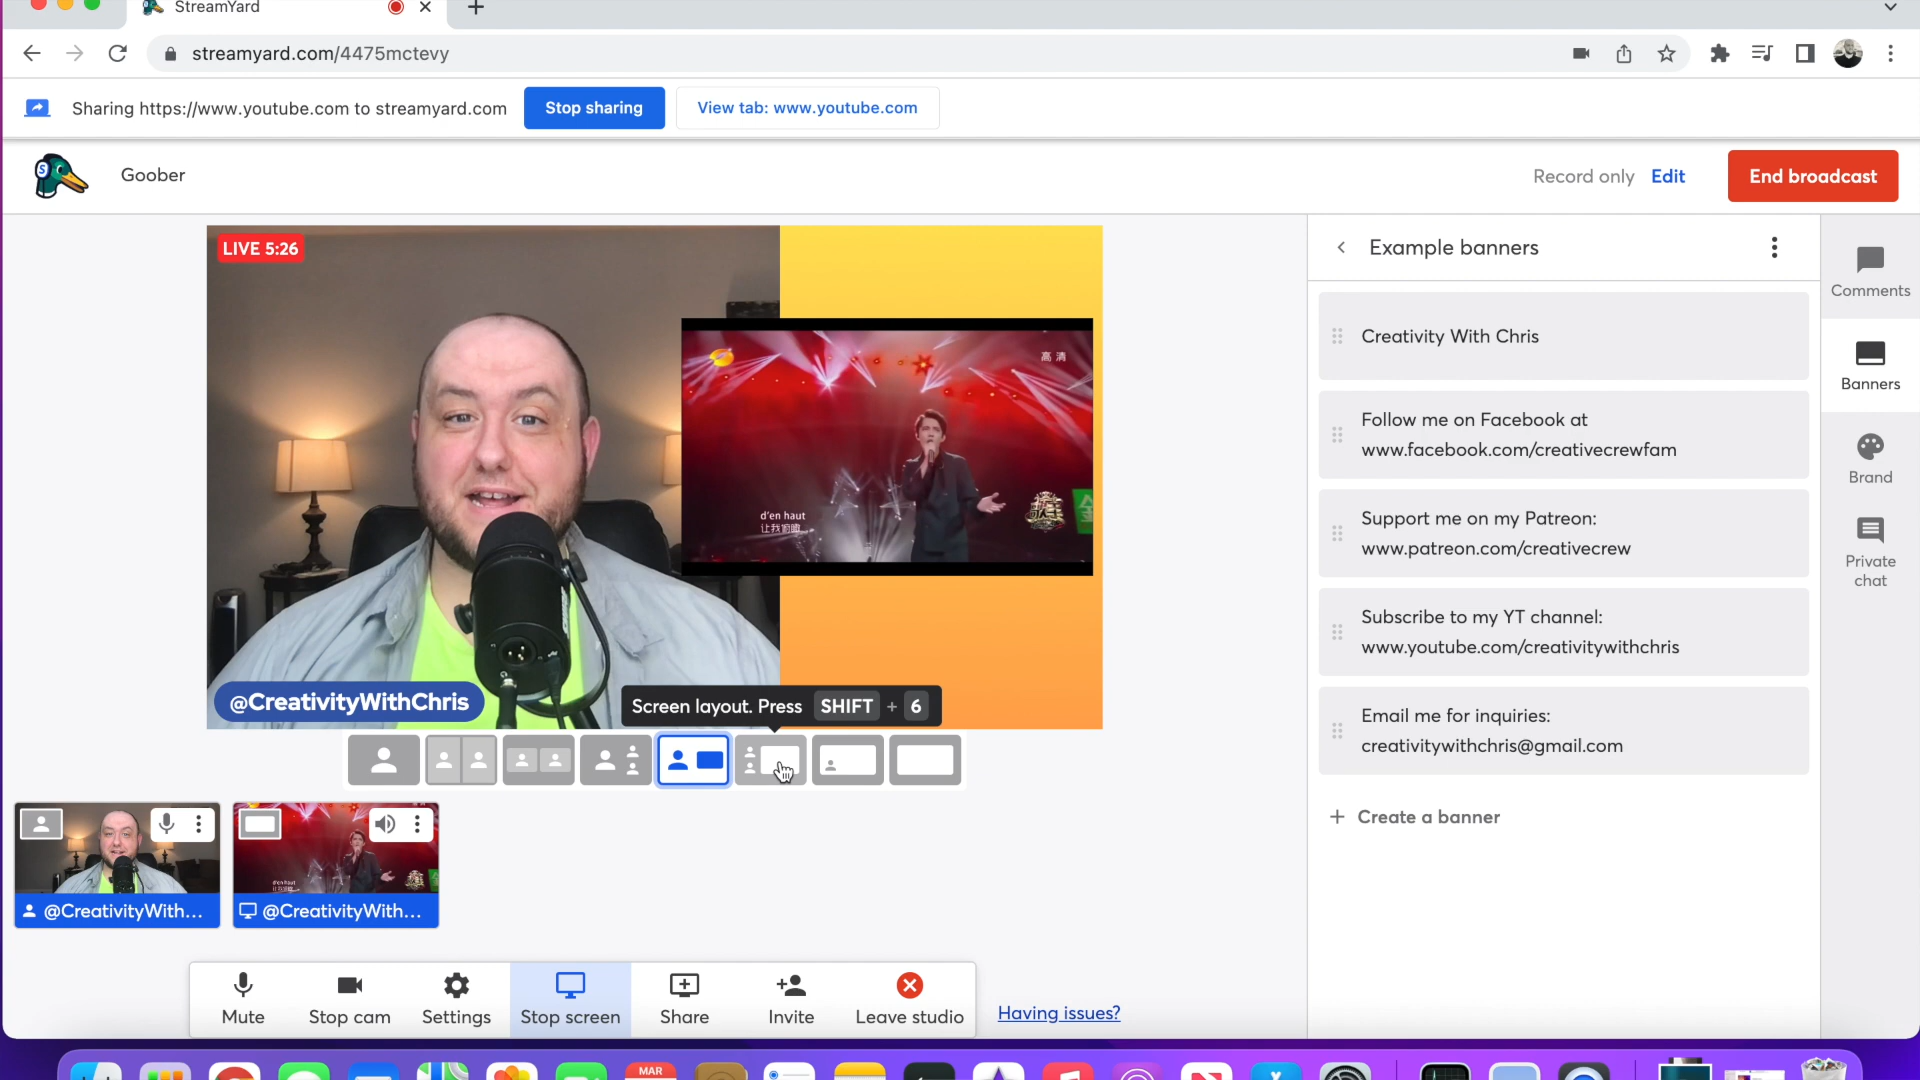 StreamYard
streamyard.com/4475mctevy
Sharing https://www.youtube.com to streamyard.com
Stop sharing
View tab: www.youtube.com
S
Goober
Record only
Edit
End broadcast
LIVE 5:26
高清
d'en haut
@CreativityWithChris
Screen layout. Press SHIFT + 6
@CreativityWith...
@CreativityWith...
d'en haut
Mute
Stop cam
Settings
Stop screen
Share
Invite
Leave studio
Having issues?
Example banners
Creativity With Chris
Follow me on Facebook at
www.facebook.com/creativecrewfam
Support me on my Patreon:
www.patreon.com/creativecrew
Subscribe to my YT channel:
www.youtube.com/creativitywithchris
Email me for inquiries:
creativitywithchris@gmail.com
+ Create a banner
Comments
Banners
Brand
Private
chat
MAR